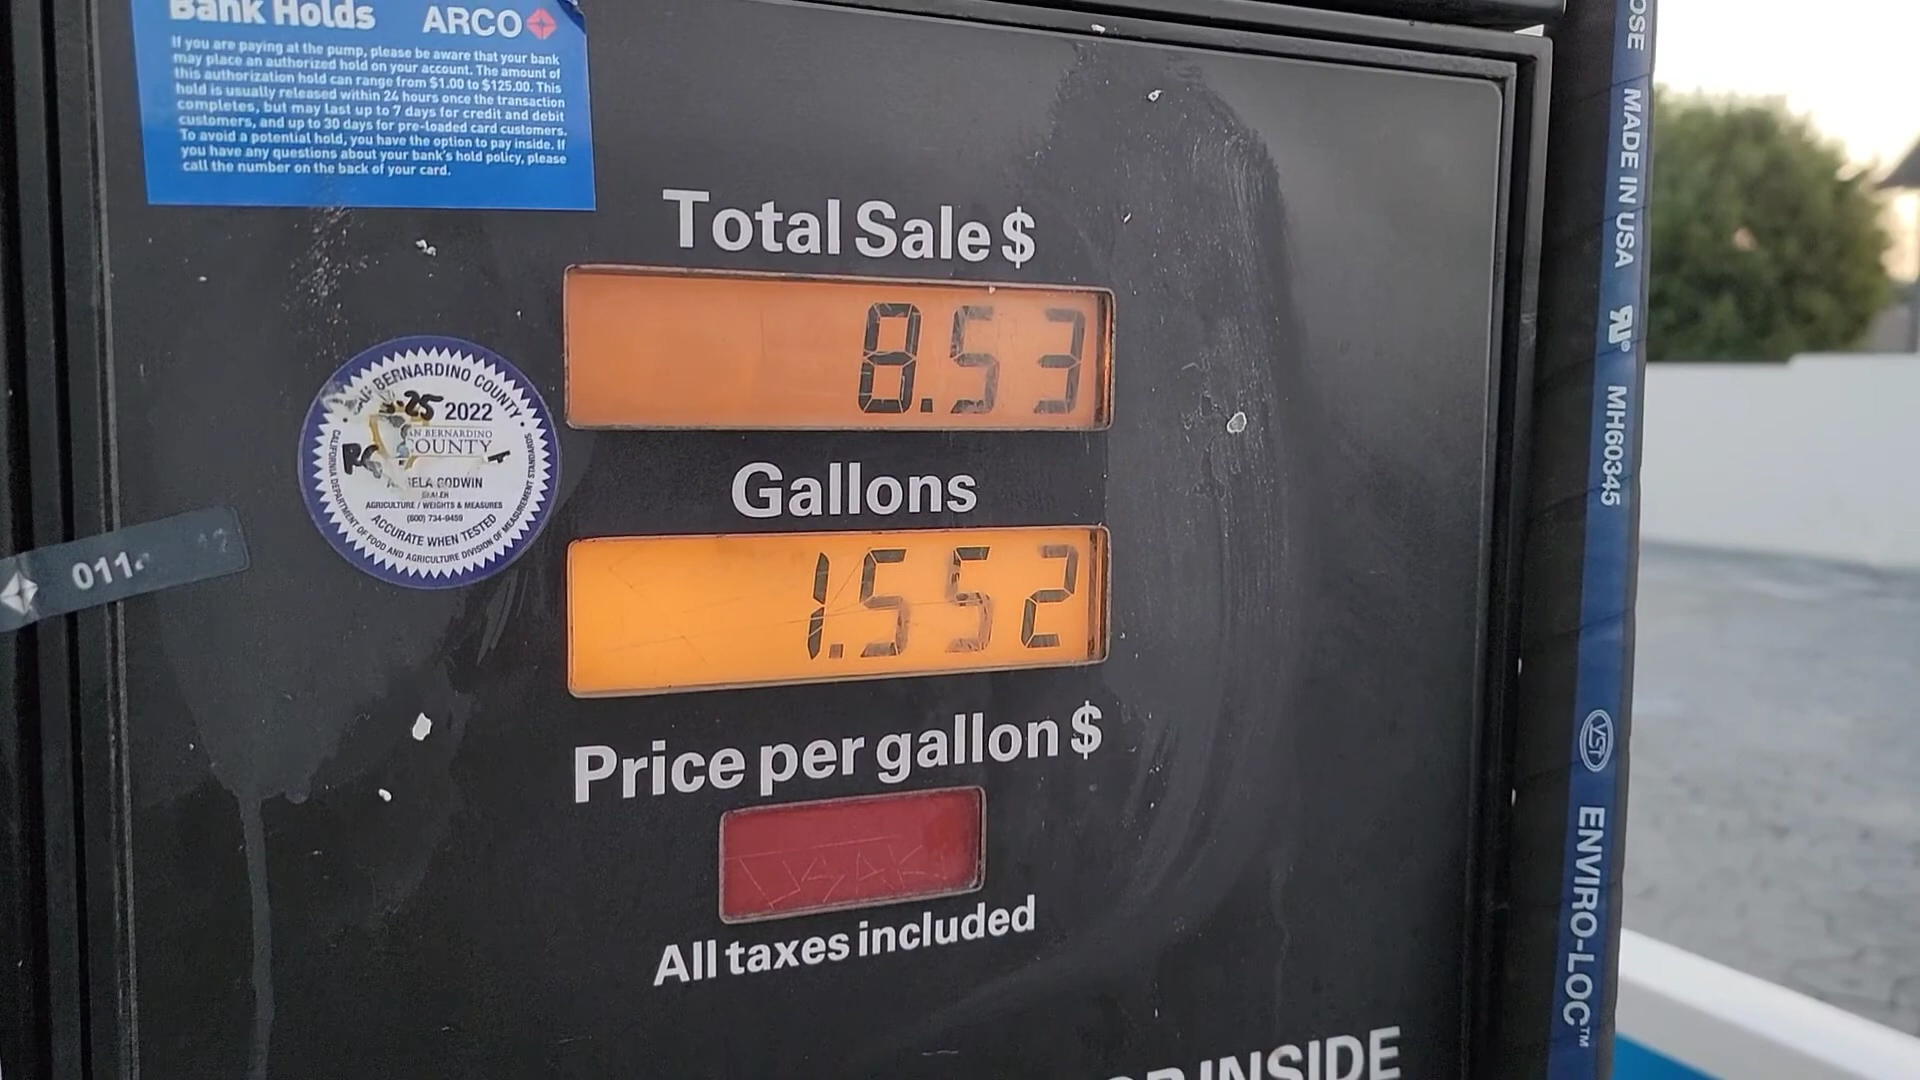 Bank Holds
ARCO
If you are paying at the pump, please be aware that your bank
may place an authorized hold on your account. The amount of
this authorization hold can range from $1.00 to $125.00. This
hold is usually released within 24 hours once the transaction
completes, but may last up to 7 days for credit and debit
customers, and up to 30 days for pre-loaded card customers.
To avoid a potential hold, you have the option to pay inside. If
you have any questions about your bank's hold policy, please
call the number on the back of your card.
Total Sale $
8.53
Gallons
1.552
Price per gallon $
All taxes included
INSIDE
BERNARDINO COUNTY
25 2022
BERNARDINO
COUNTY
GODWIN
SEALER
AGRICULTURE / WEIGHTS & MEASURES
(800) 734-9459
ACCURATE WHEN TESTED
CALIFORNIA DEPARTMENT OF FOOD AND AGRICULTURE DIVISION OF MEASUREMENT STANDARDS
011
MADE IN USA
MH60345
VST
ENVIRO-LOC™